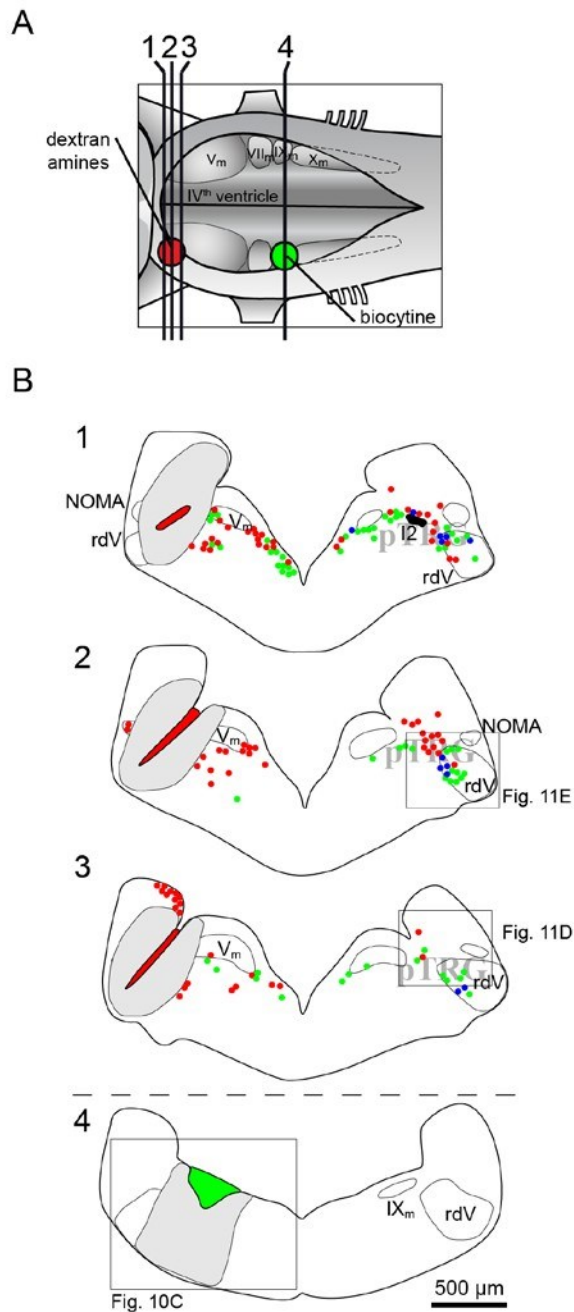 A
1 2 3 4
dextran
amines
Vm VIIm IXm Xm
IVth ventricle
biocytine
B
1
NOMA
Vm
I2
pTRG
rdV
rdV
2
NOMA
Vm
pTRG
rdV
Fig. 11E
3
Fig. 11D
Vm
pTRG
rdV
4
IXm
rdV
Fig. 10C
500 µm